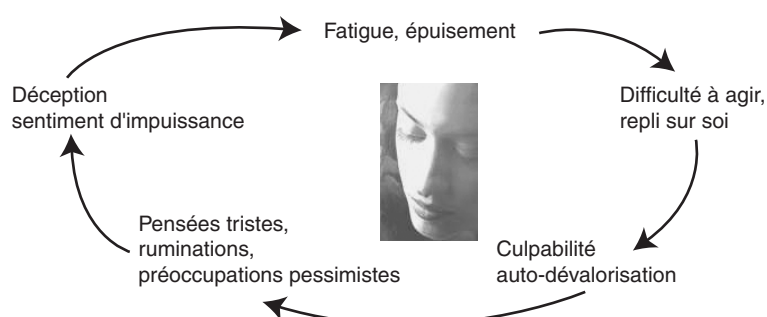 Fatigue, épuisement
Difficulté à agir,
repli sur soi
Culpabilité
auto-dévalorisation
Pensées tristes,
ruminations,
préoccupations pessimistes
Déception
sentiment d'impuissance